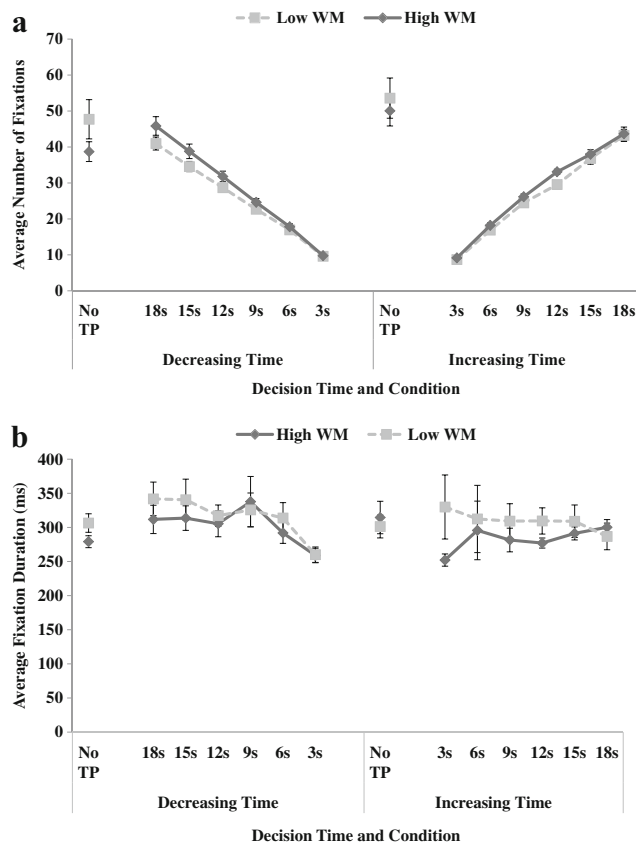 a
Low WM High WM
Average Number of Fixations
70
60
50
40
30
20
10
0
No TP 18s 15s 12s 9s 6s 3s No TP 3s 6s 9s 12s 15s 18s
Decreasing Time Increasing Time
Decision Time and Condition
b
High WM Low WM
Average Fixation Duration (ms)
400
350
300
250
200
150
100
50
0
No TP 18s 15s 12s 9s 6s 3s No TP 3s 6s 9s 12s 15s 18s
Decreasing Time Increasing Time
Decision Time and Condition